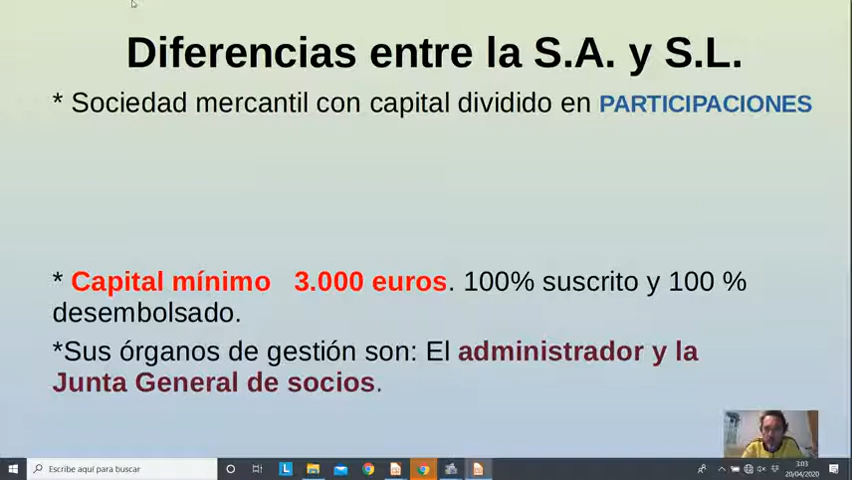 Diferencias entre la S.A. y S.L.
* Sociedad mercantil con capital dividido en PARTICIPACIONES
* Capital mínimo 3.000 euros. 100% suscrito y 100 %
desembolsado.
*Sus órganos de gestión son: El administrador y la
Junta General de socios.
Escribe aquí para buscar
3:03
20/04/2020